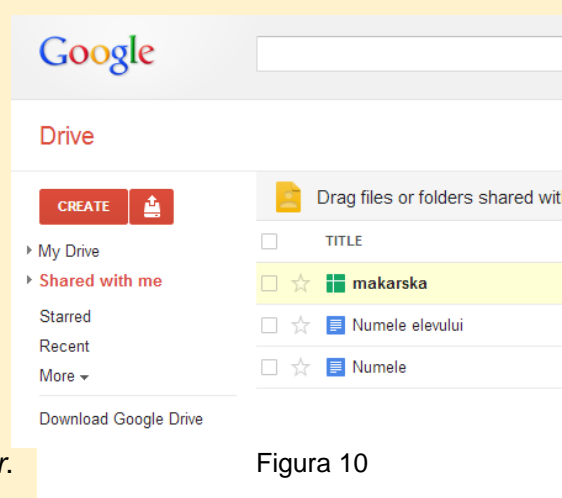 Google
Drive
CREATE
Drag files or folders shared wit
TITLE
My Drive
Shared with me
makarska
Starred
Numele elevului
Recent
Numele
More
Download Google Drive
r.
Figura 10